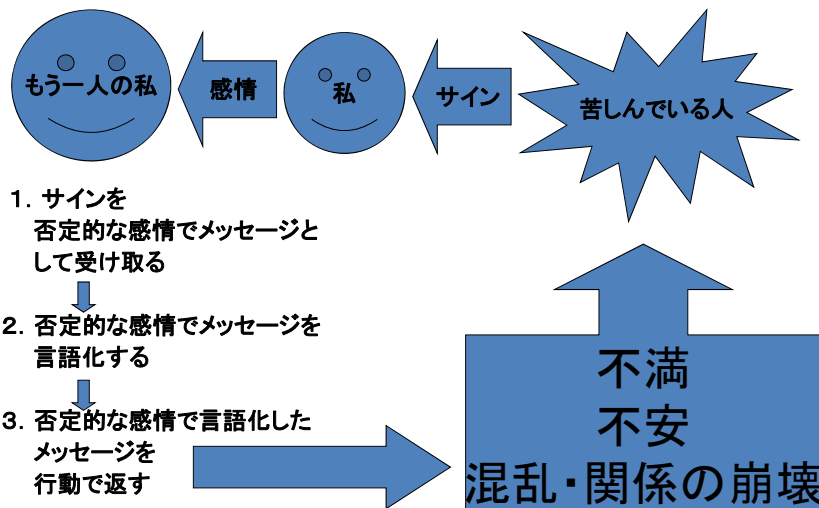 もう一人の私
感情
私
サイン
苦しんでいる人
1．サインを
否定的な感情でメッセージと
して受け取る
2．否定的な感情でメッセージを
言語化する
3．否定的な感情で言語化した
メッセージを
行動で返す
不満
不安
混乱・関係の崩壊